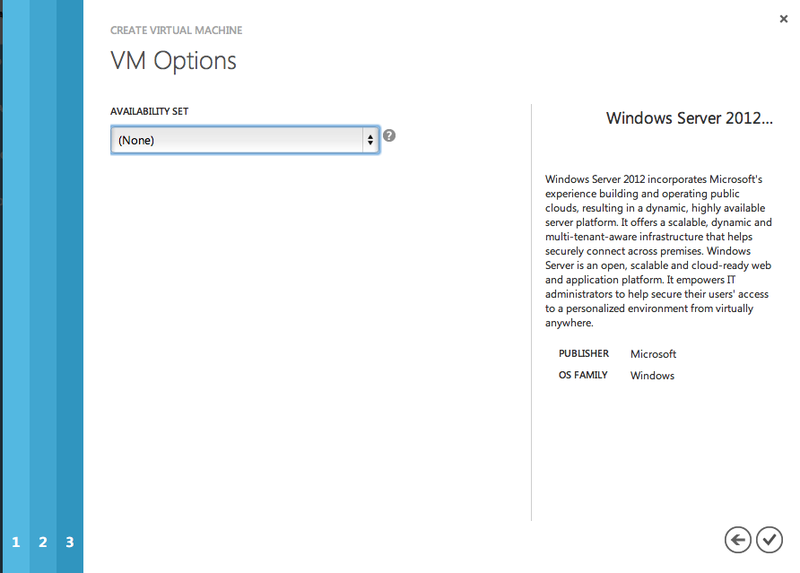 CREATE VIRTUAL MACHINE
VM Options
AVAILABILITY SET
(None)
?
Windows Server 2012...
Windows Server 2012 incorporates Microsoft's
experience building and operating public
clouds, resulting in a dynamic, highly available
server platform. It offers a scalable, dynamic and
multi-tenant-aware infrastructure that helps
securely connect across premises. Windows
Server is an open, scalable and cloud-ready web
and application platform. It empowers IT
administrators to help secure their users' access
to a personalized environment from virtually
anywhere.
PUBLISHER Microsoft
OS FAMILY Windows
1 2 3